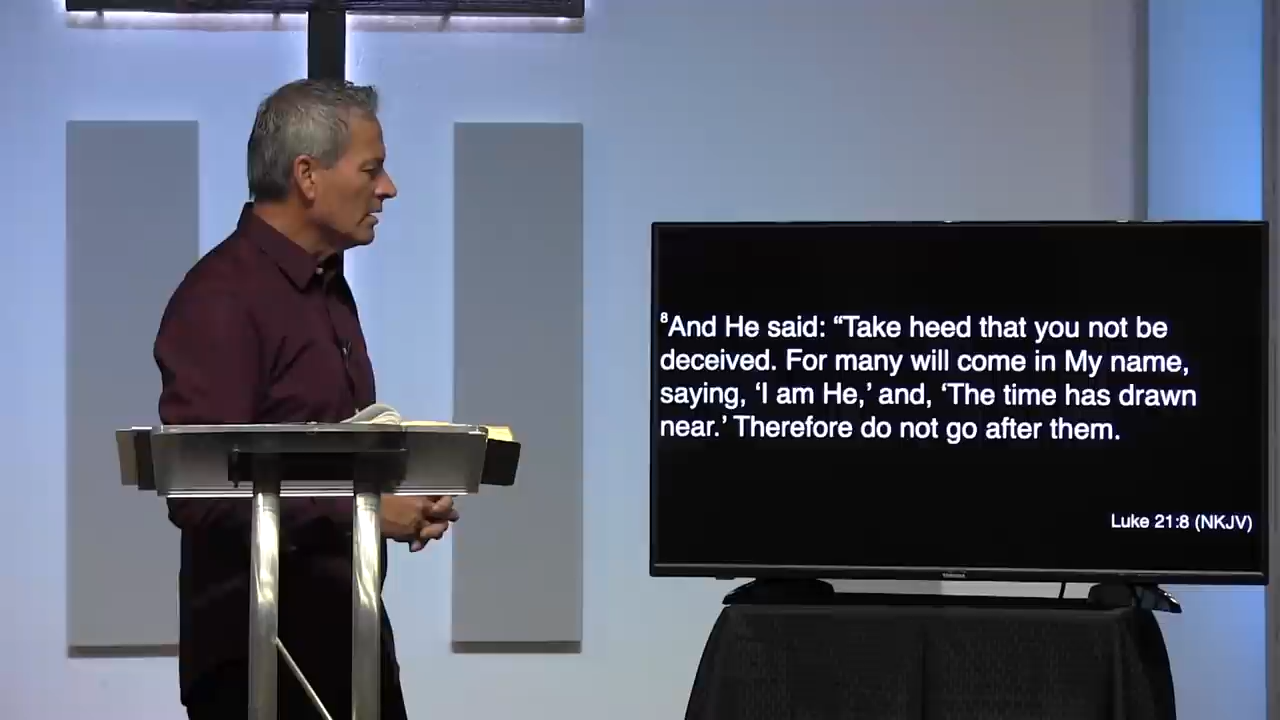 ⁸And He said: “Take heed that you not be
deceived. For many will come in My name,
saying, ‘I am He,’ and, ‘The time has drawn
near.’ Therefore do not go after them.
Luke 21:8 (NKJV)